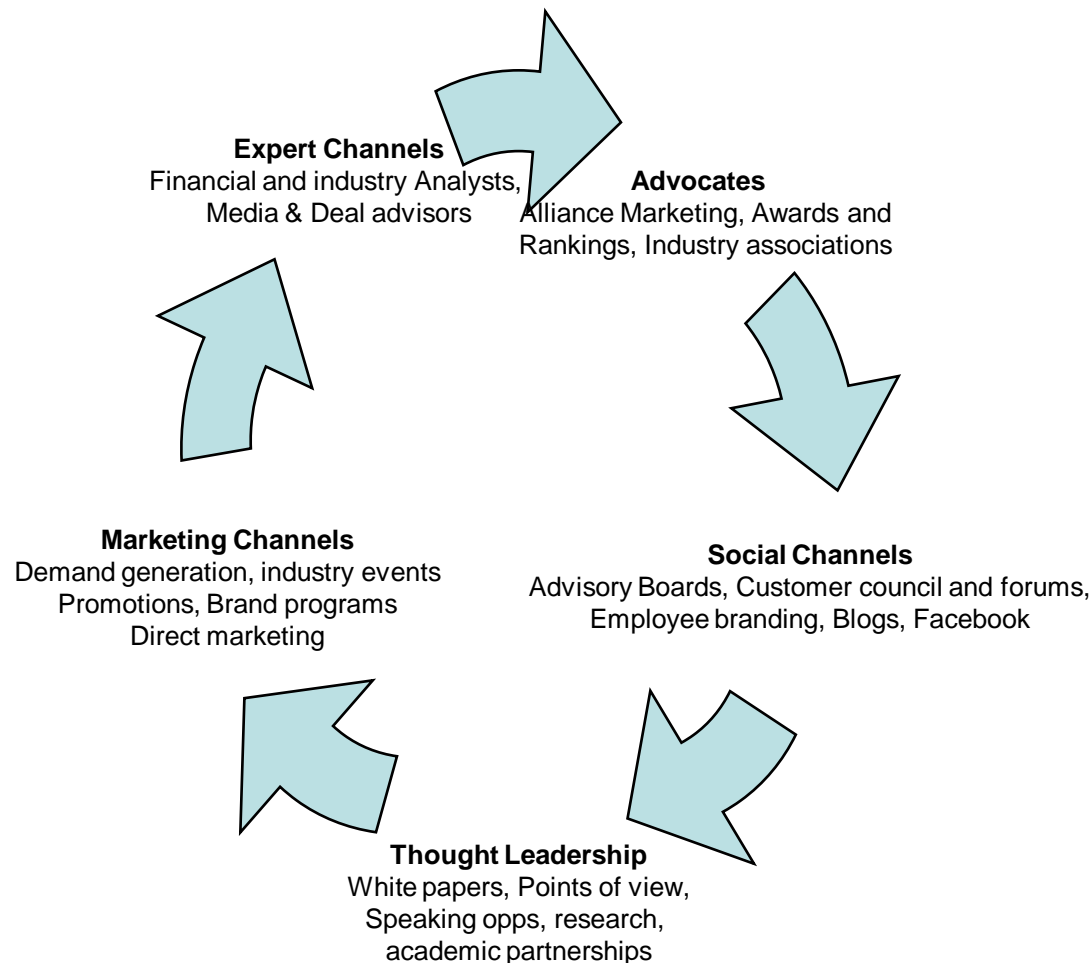 Expert Channels
Financial and industry Analysts,
Media & Deal advisors
Advocates
Alliance Marketing, Awards and
Rankings, Industry associations
Marketing Channels
Demand generation, industry events
Promotions, Brand programs
Direct marketing
Social Channels
Advisory Boards, Customer council and forums,
Employee branding, Blogs, Facebook
Thought Leadership
White papers, Points of view,
Speaking opps, research,
academic partnerships